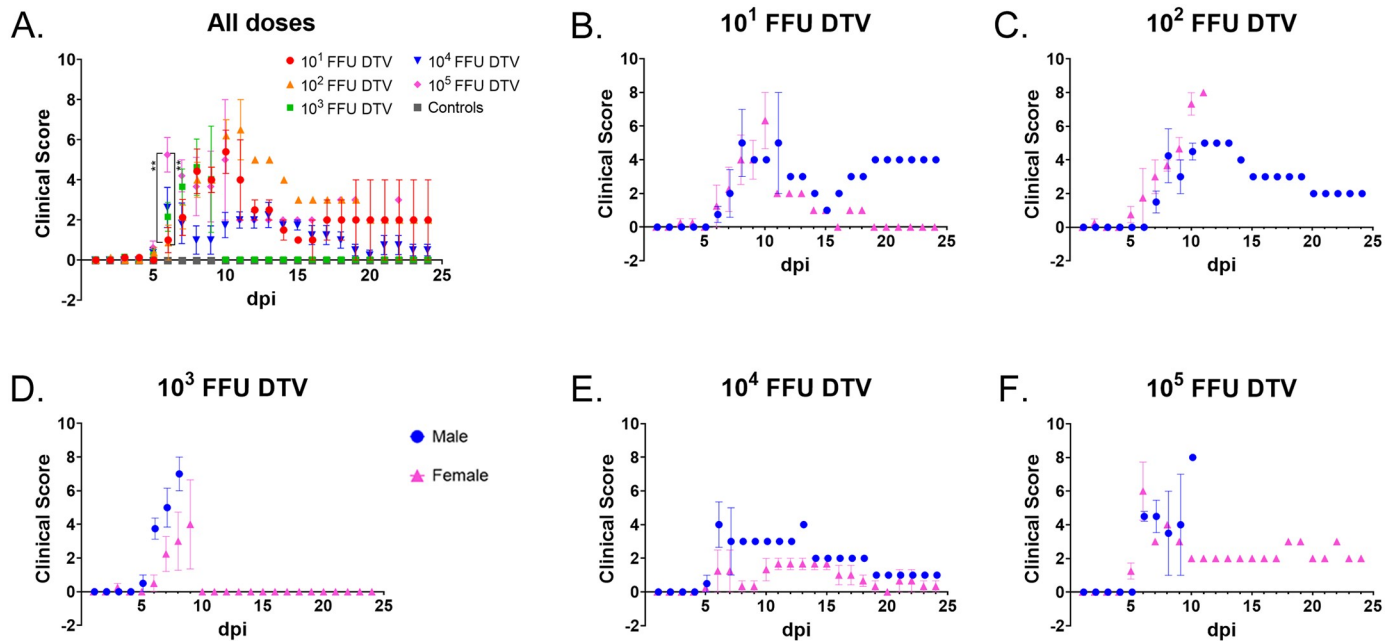 A.
All doses
Clinical Score
10
8
6
4
2
0
-2
5
10
15
20
25
dpi
10¹ FFU DTV
10² FFU DTV
10³ FFU DTV
10⁴ FFU DTV
10⁵ FFU DTV
Controls
**
**
B.
10¹ FFU DTV
Clinical Score
10
8
6
4
2
0
-2
5
10
15
20
25
dpi
C.
10² FFU DTV
Clinical Score
10
8
6
4
2
0
-2
5
10
15
20
25
dpi
D.
10³ FFU DTV
Clinical Score
10
8
6
4
2
0
-2
5
10
15
20
25
dpi
Male
Female
E.
10⁴ FFU DTV
Clinical Score
10
8
6
4
2
0
-2
5
10
15
20
25
dpi
F.
10⁵ FFU DTV
Clinical Score
10
8
6
4
2
0
-2
5
10
15
20
25
dpi